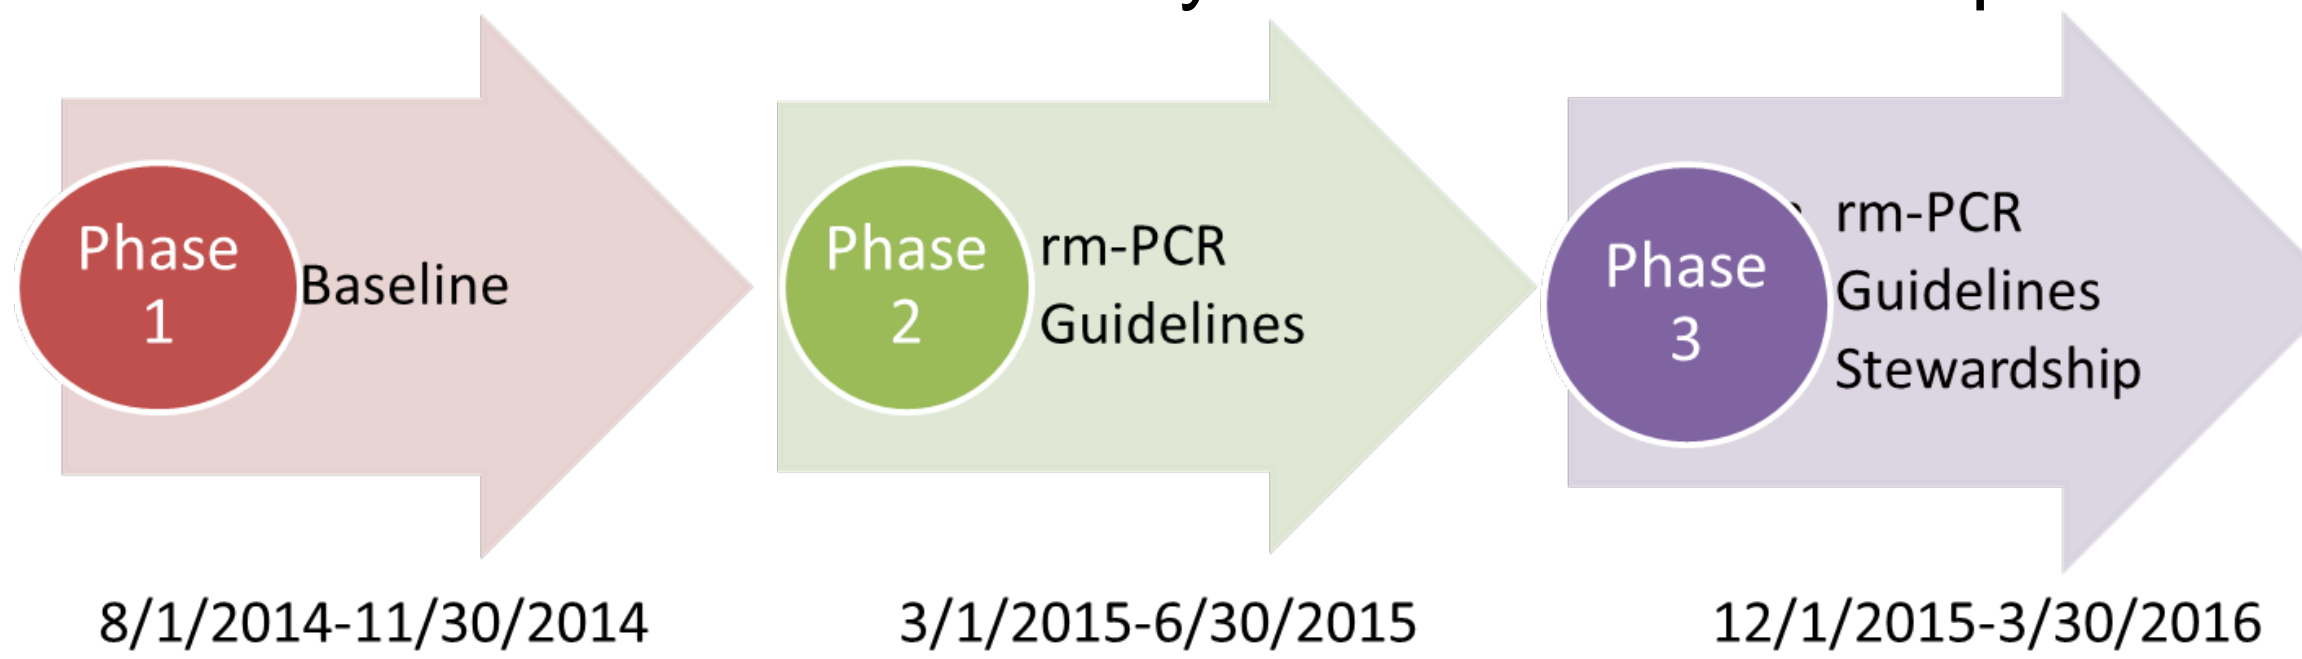 Phase
1
Baseline
Phase
2
rm-PCR
Guidelines
Phase
3
rm-PCR
Guidelines
Stewardship
8/1/2014-11/30/2014
3/1/2015-6/30/2015
12/1/2015-3/30/2016